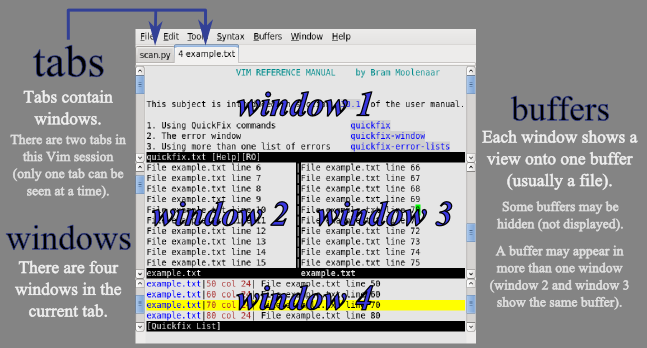 File Edit Tools Syntax Buffers Window Help
scan.py 4 example.txt
tabs
Tabs contain
windows.
There are two tabs in
this Vim session
(only one tab can be
seen at a time).
windows
There are four
windows in the
current tab.
VIM REFERENCE MANUAL by Bram Moolenaar
This subject is in .1 of the user manual.
window 1
1. Using QuickFix commands quickfix
2. The error window quickfix-window
3. Using more than one list of errors quickfix-error-lists
quickfix.txt [Help][RO]
File example.txt line 6
File example.txt line 7
File example.txt line 8
File example.txt line 9
File example.txt line 10
window 2
File example.txt line 12
File example.txt line 13
File example.txt line 14
File example.txt line 15
example.txt
File example.txt line 66
File example.txt line 67
File example.txt line 68
File example.txt line 69
window 3
File example.txt line 72
File example.txt line 73
File example.txt line 74
File example.txt line 75
example.txt
example.txt|50 col 24| File example.txt line 50
example.txt|60 col 24| File example.txt line 60
window 4
example.txt|70 col 24| File example.txt line 70
example.txt|80 col 24| File example.txt line 80
[Quickfix List]
buffers
Each window shows a
view onto one buffer
(usually a file).
Some buffers may be
hidden (not displayed).
A buffer may appear in
more than one window
(window 2 and window 3
show the same buffer).